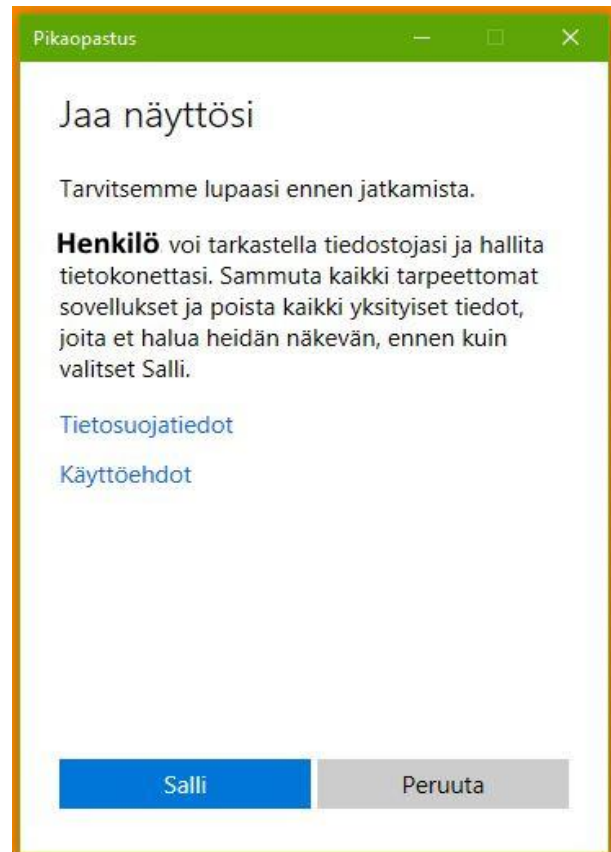 Pikaopastus
Jaa näyttösi
Tarvitsemme lupaasi ennen jatkamista.
Henkilö voi tarkastella tiedostojasi ja hallita
tietokonettasi. Sammuta kaikki tarpeettomat
sovellukset ja poista kaikki yksityiset tiedot,
joita et halua heidän näkevän, ennen kuin
valitset Salli.
Tietosuojatiedot
Käyttöehdot
Salli
Peruuta